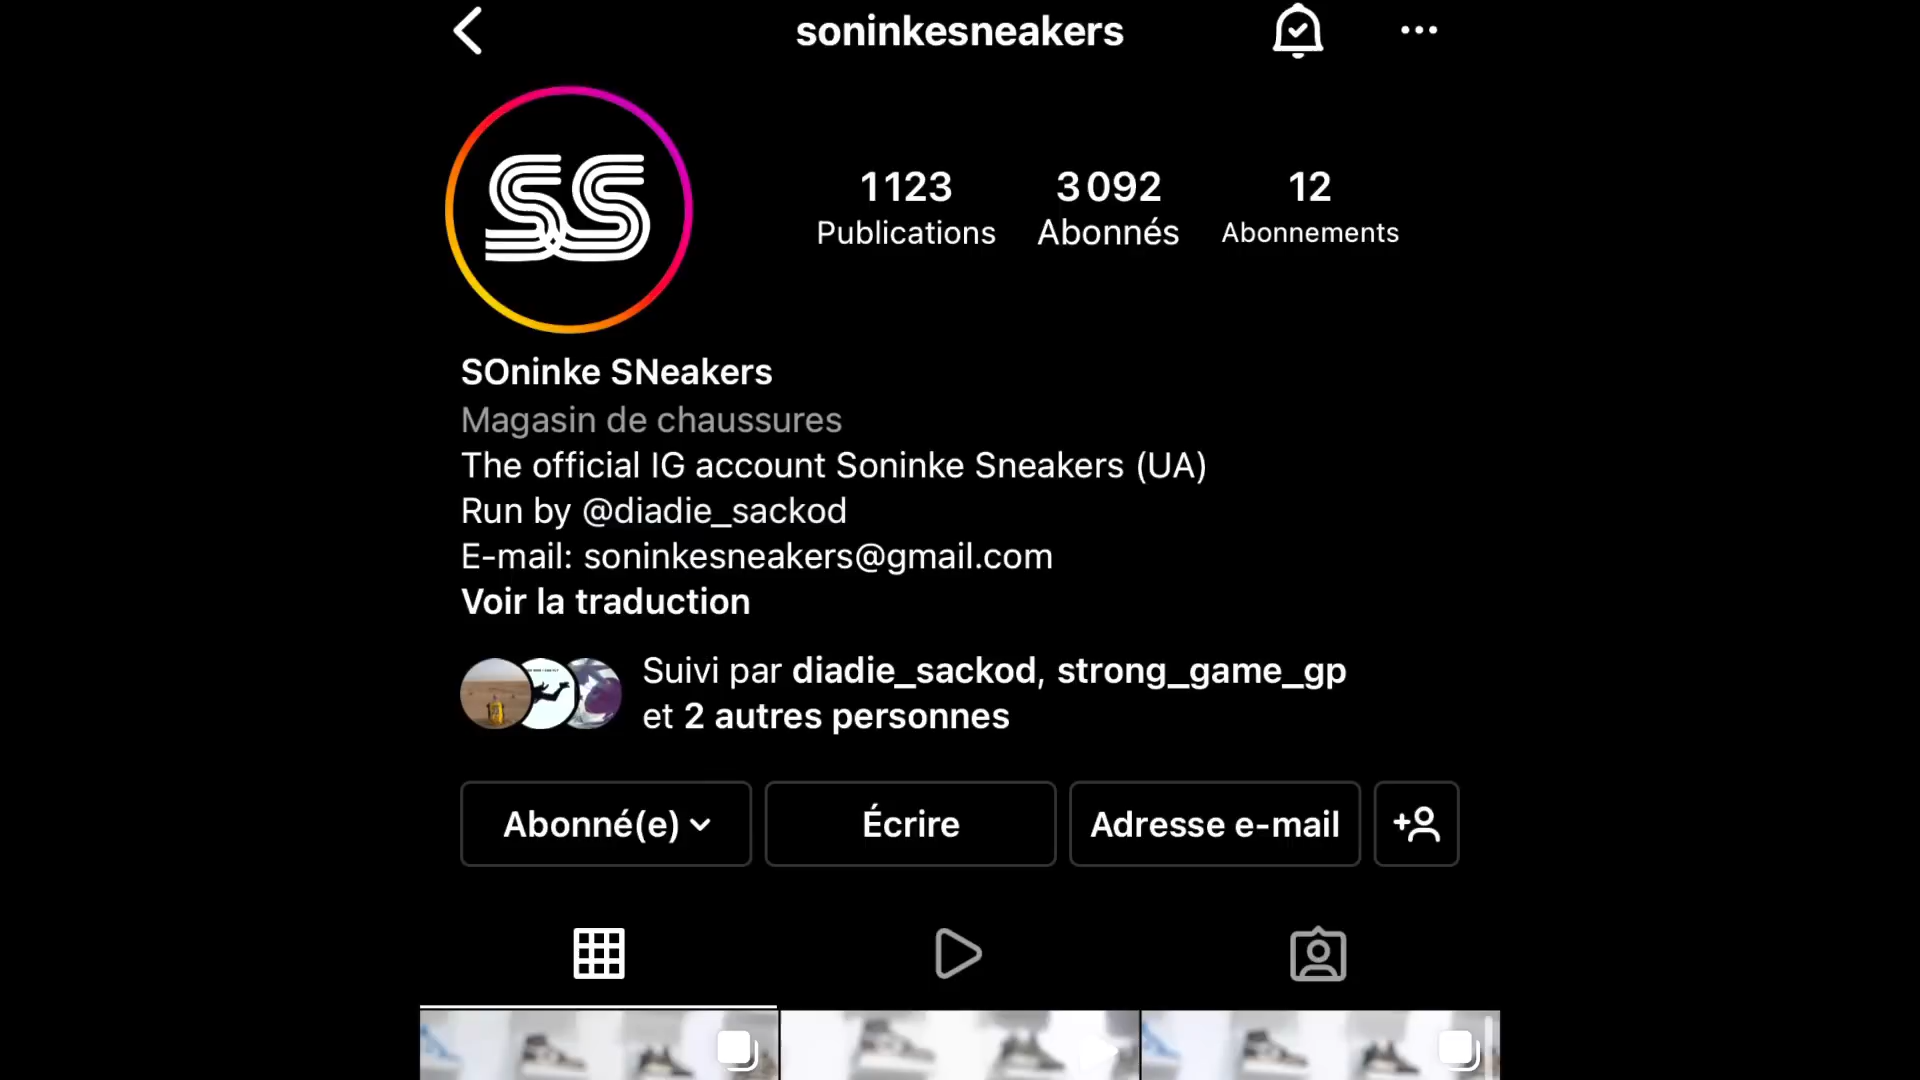 soninkesneakers
SS
1 123 3 092 12
Publications Abonnés Abonnements
SOninke SNeakers
Magasin de chaussures
The official IG account Soninke Sneakers (UA)
Run by @diadie_sackod
E-mail: soninkesneakers@gmail.com
Voir la traduction
Suivi par diadie_sackod, strong_game_gp
et 2 autres personnes
Abonné(e) Écrire Adresse e-mail